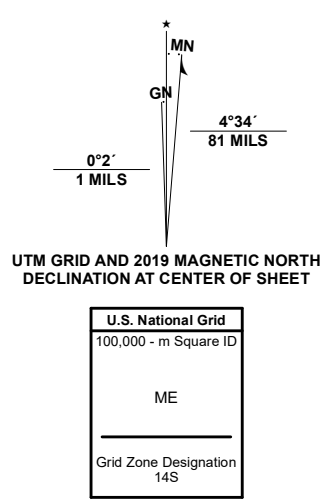 ★
MN
GN
4°34´
81 MILS
0°2´
1 MILS
UTM GRID AND 2019 MAGNETIC NORTH
DECLINATION AT CENTER OF SHEET
U.S. National Grid
100,000 - m Square ID
ME
Grid Zone Designation
14S